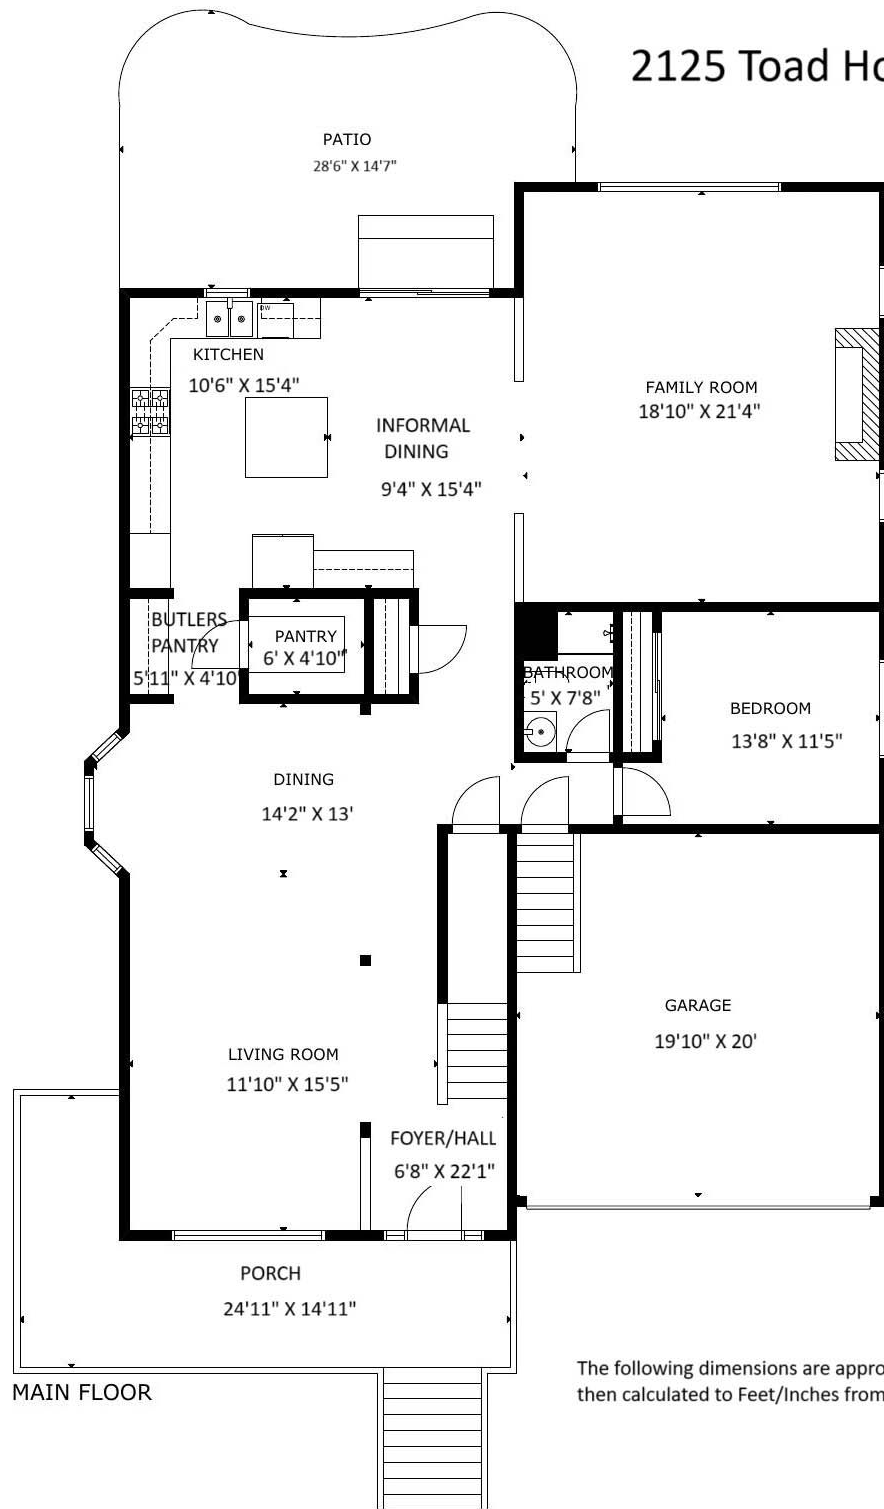 2125 Toad Ho
PATIO
28'6" X 14'7"
KITCHEN
10'6" X 15'4"
DW
INFORMAL
DINING
9'4" X 15'4"
FAMILY ROOM
18'10" X 21'4"
BUTLERS
PANTRY
5'11" X 4'10"
PANTRY
6' X 4'10"
BATHROOM
5' X 7'8"
BEDROOM
13'8" X 11'5"
DINING
14'2" X 13'
GARAGE
19'10" X 20'
LIVING ROOM
11'10" X 15'5"
FOYER/HALL
6'8" X 22'1"
PORCH
24'11" X 14'11"
MAIN FLOOR
The following dimensions are appro
then calculated to Feet/Inches from